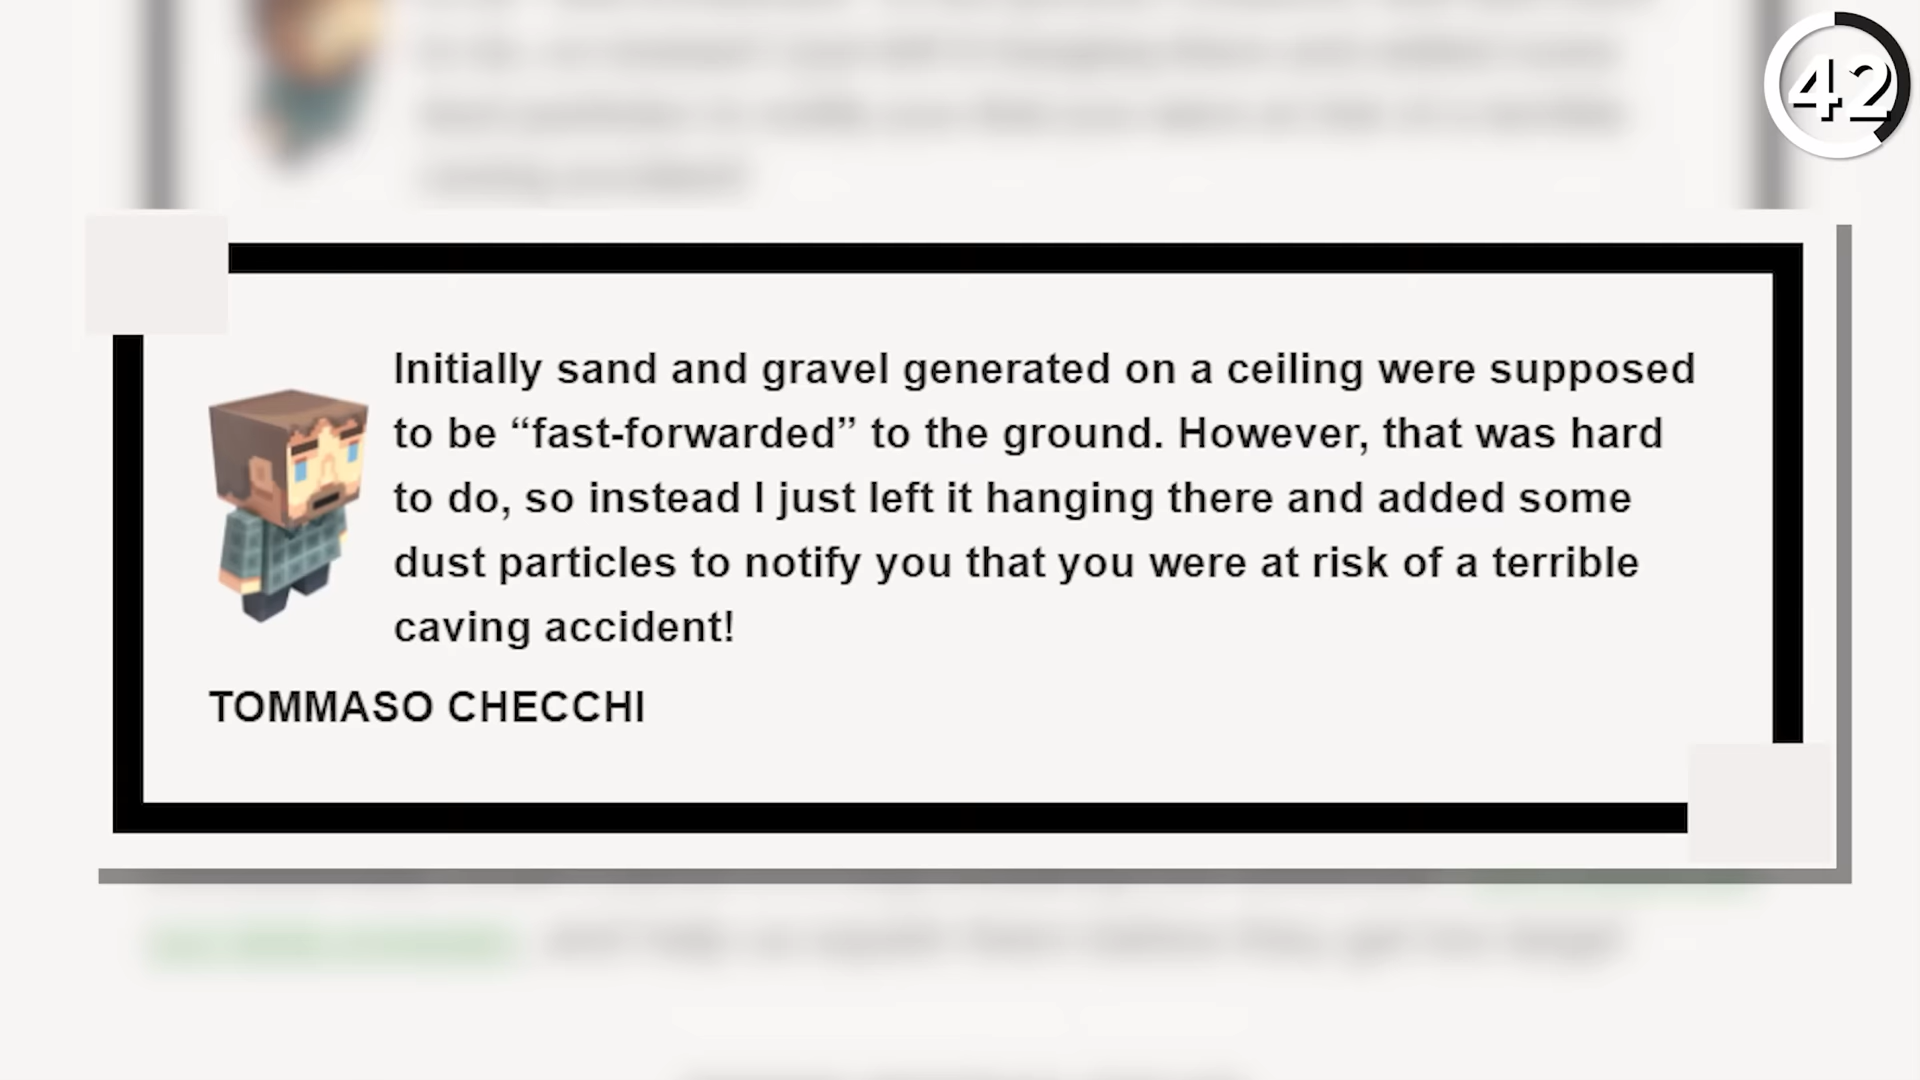 42
Initially sand and gravel generated on a ceiling were supposed
to be “fast-forwarded” to the ground. However, that was hard
to do, so instead I just left it hanging there and added some
dust particles to notify you that you were at risk of a terrible
caving accident!
TOMMASO CHECCHI